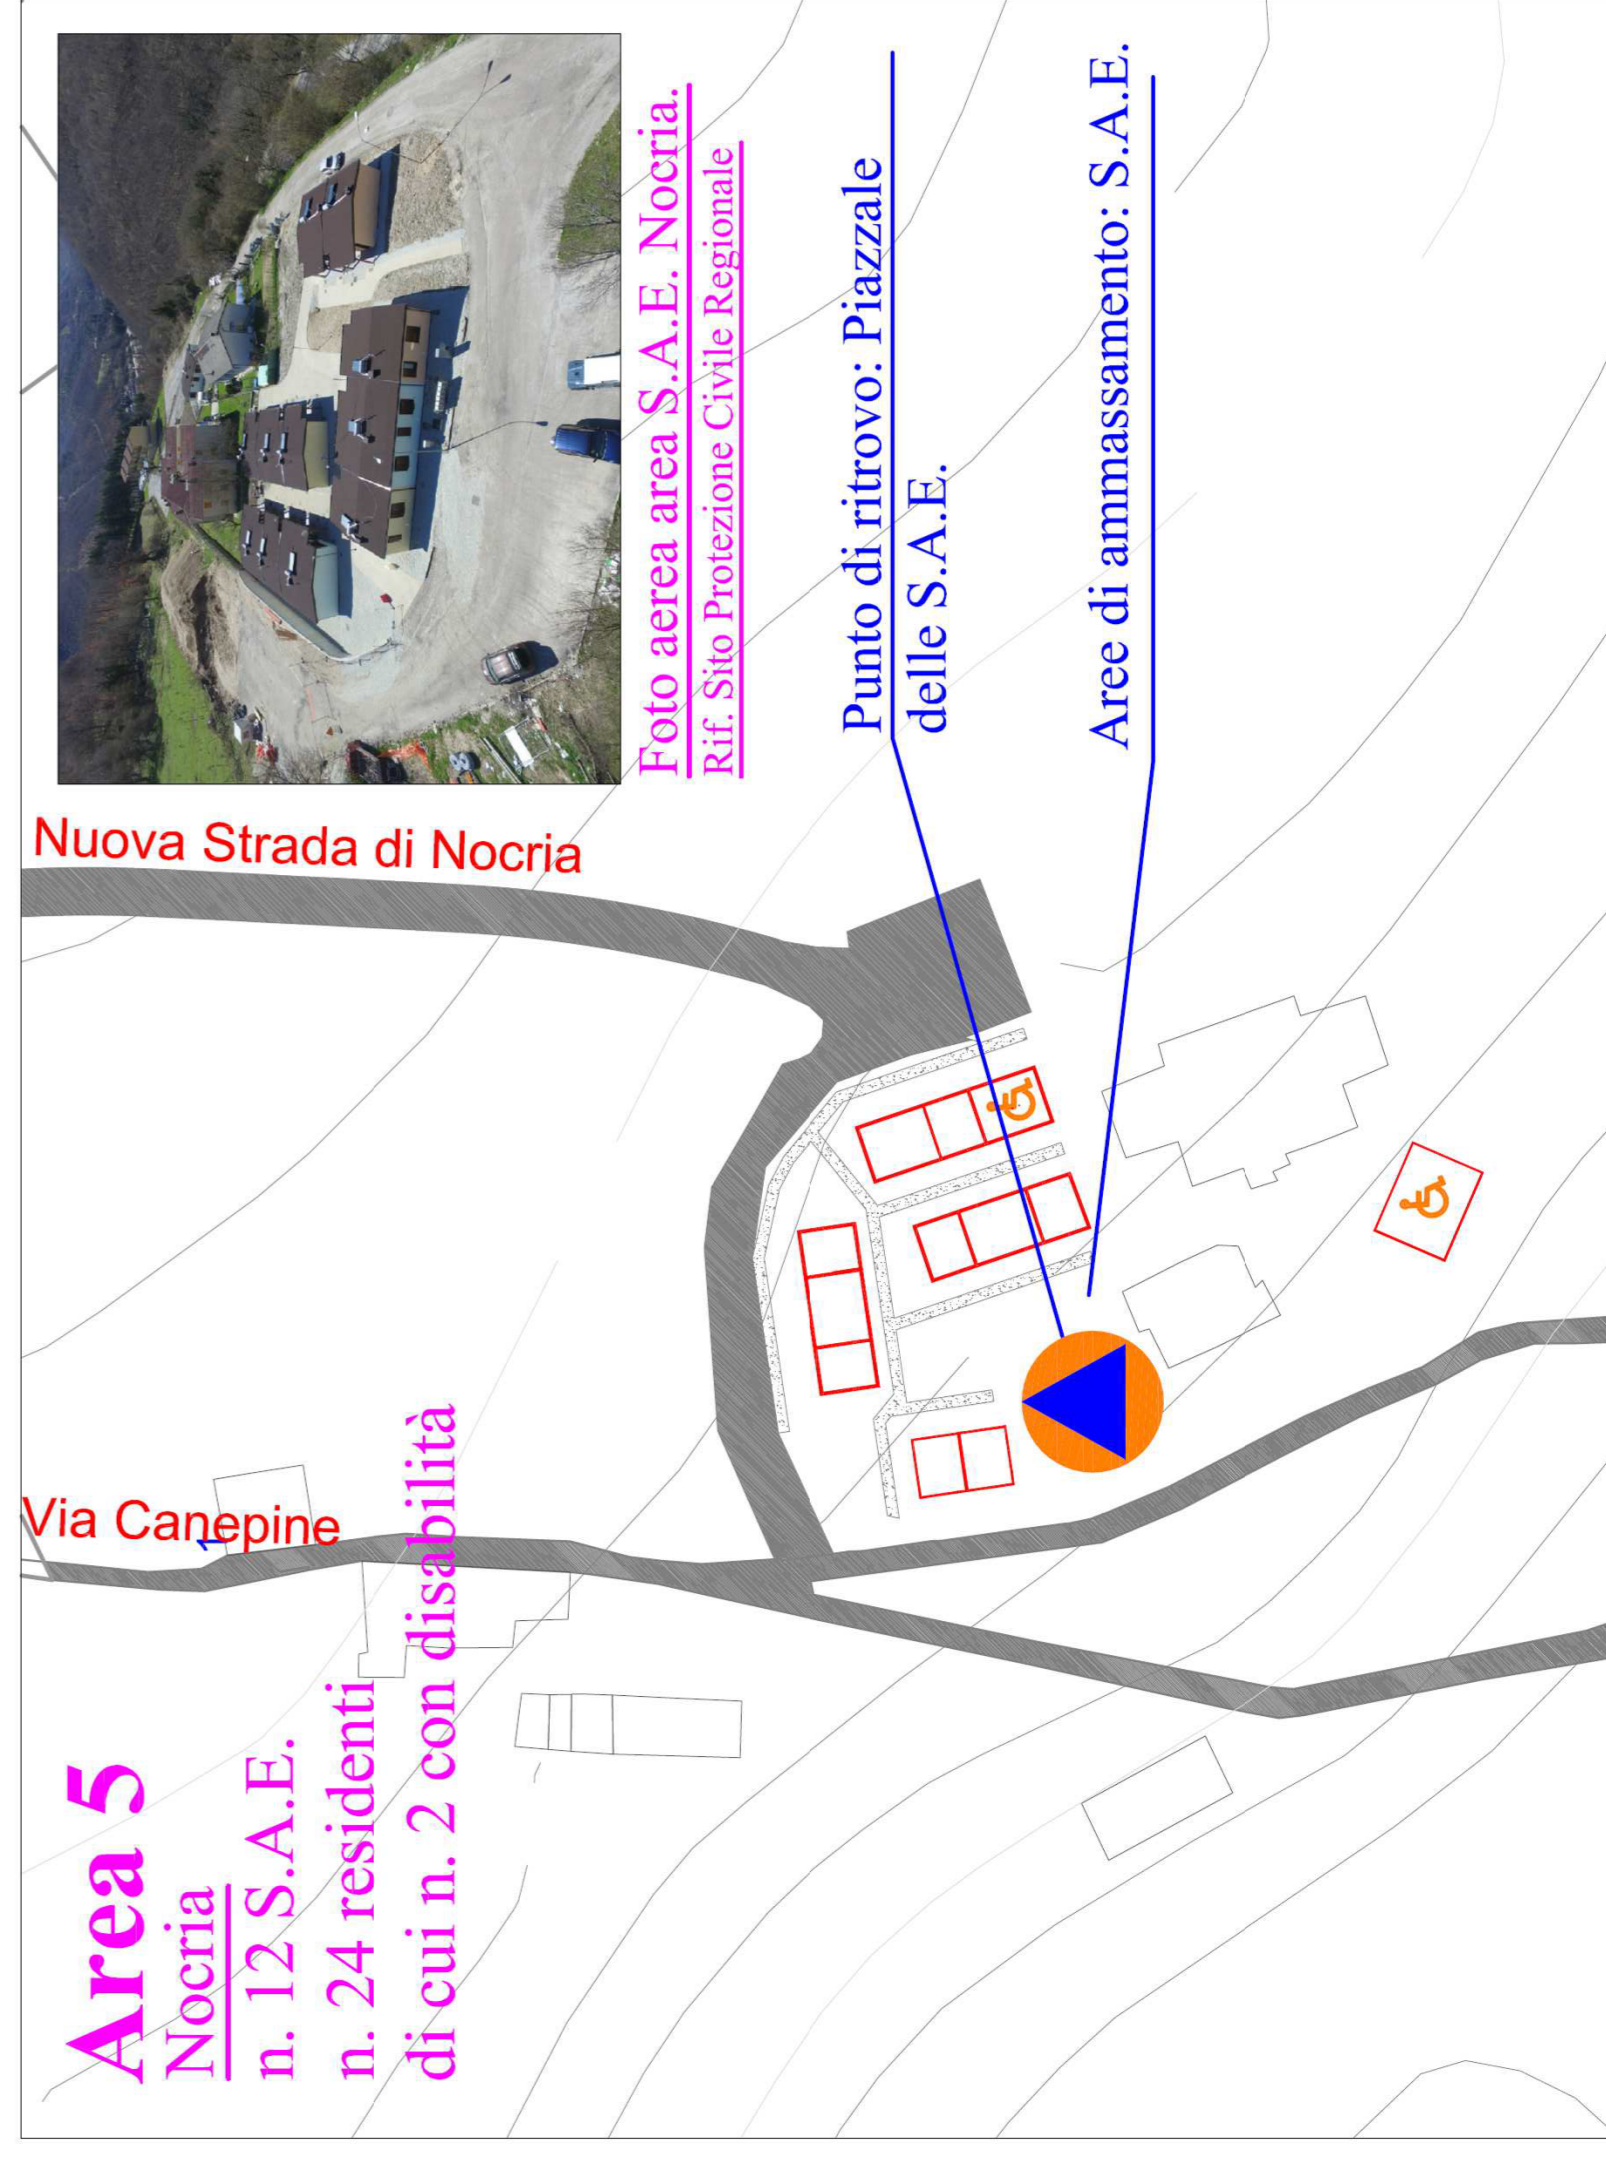 Area 5
Nocria
n. 12 S.A.E.
n. 24 residenti
di cui n. 2 con disabilità
Via Canepine
1
Nuova Strada di Nocria
Foto aerea area S.A.E. Nocria.
Rif. Sito Protezione Civile Regionale
Punto di ritrovo: Piazzale
delle S.A.E.
Aree di ammassamento: S.A.E.